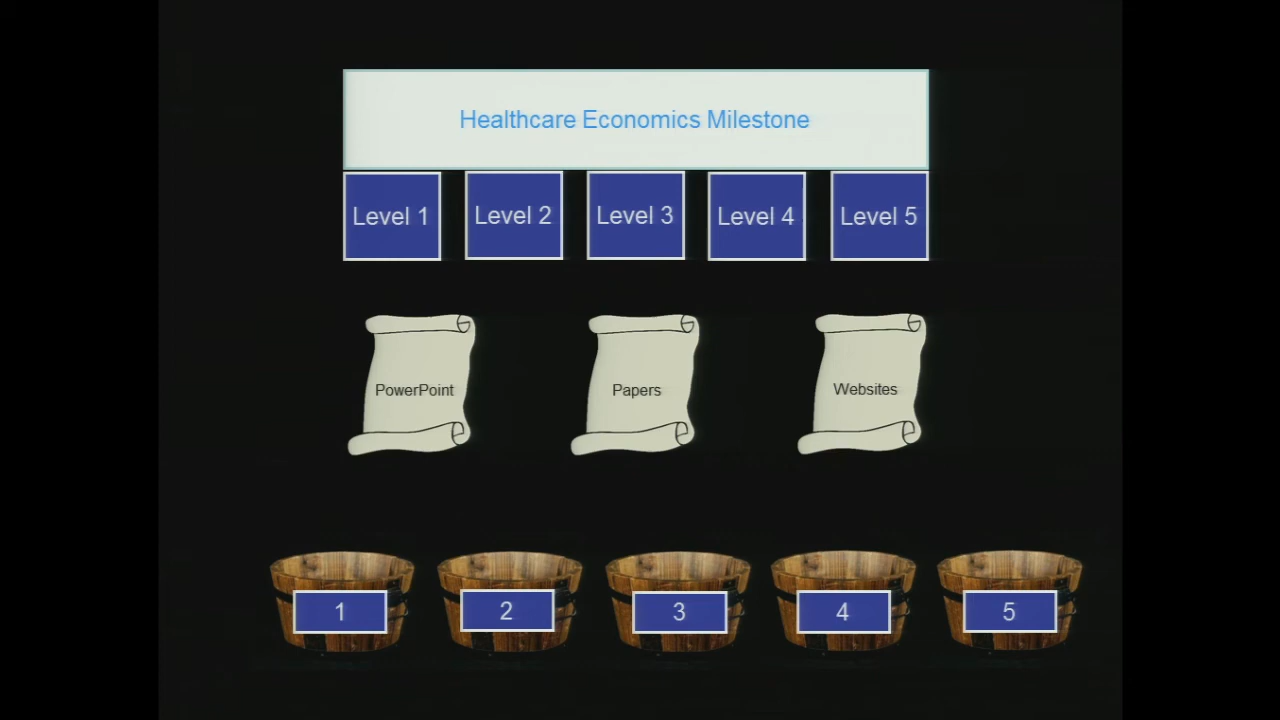 Healthcare Economics Milestone
Level 1
Level 2
Level 3
Level 4
Level 5
PowerPoint
Papers
Websites
1
2
3
4
5